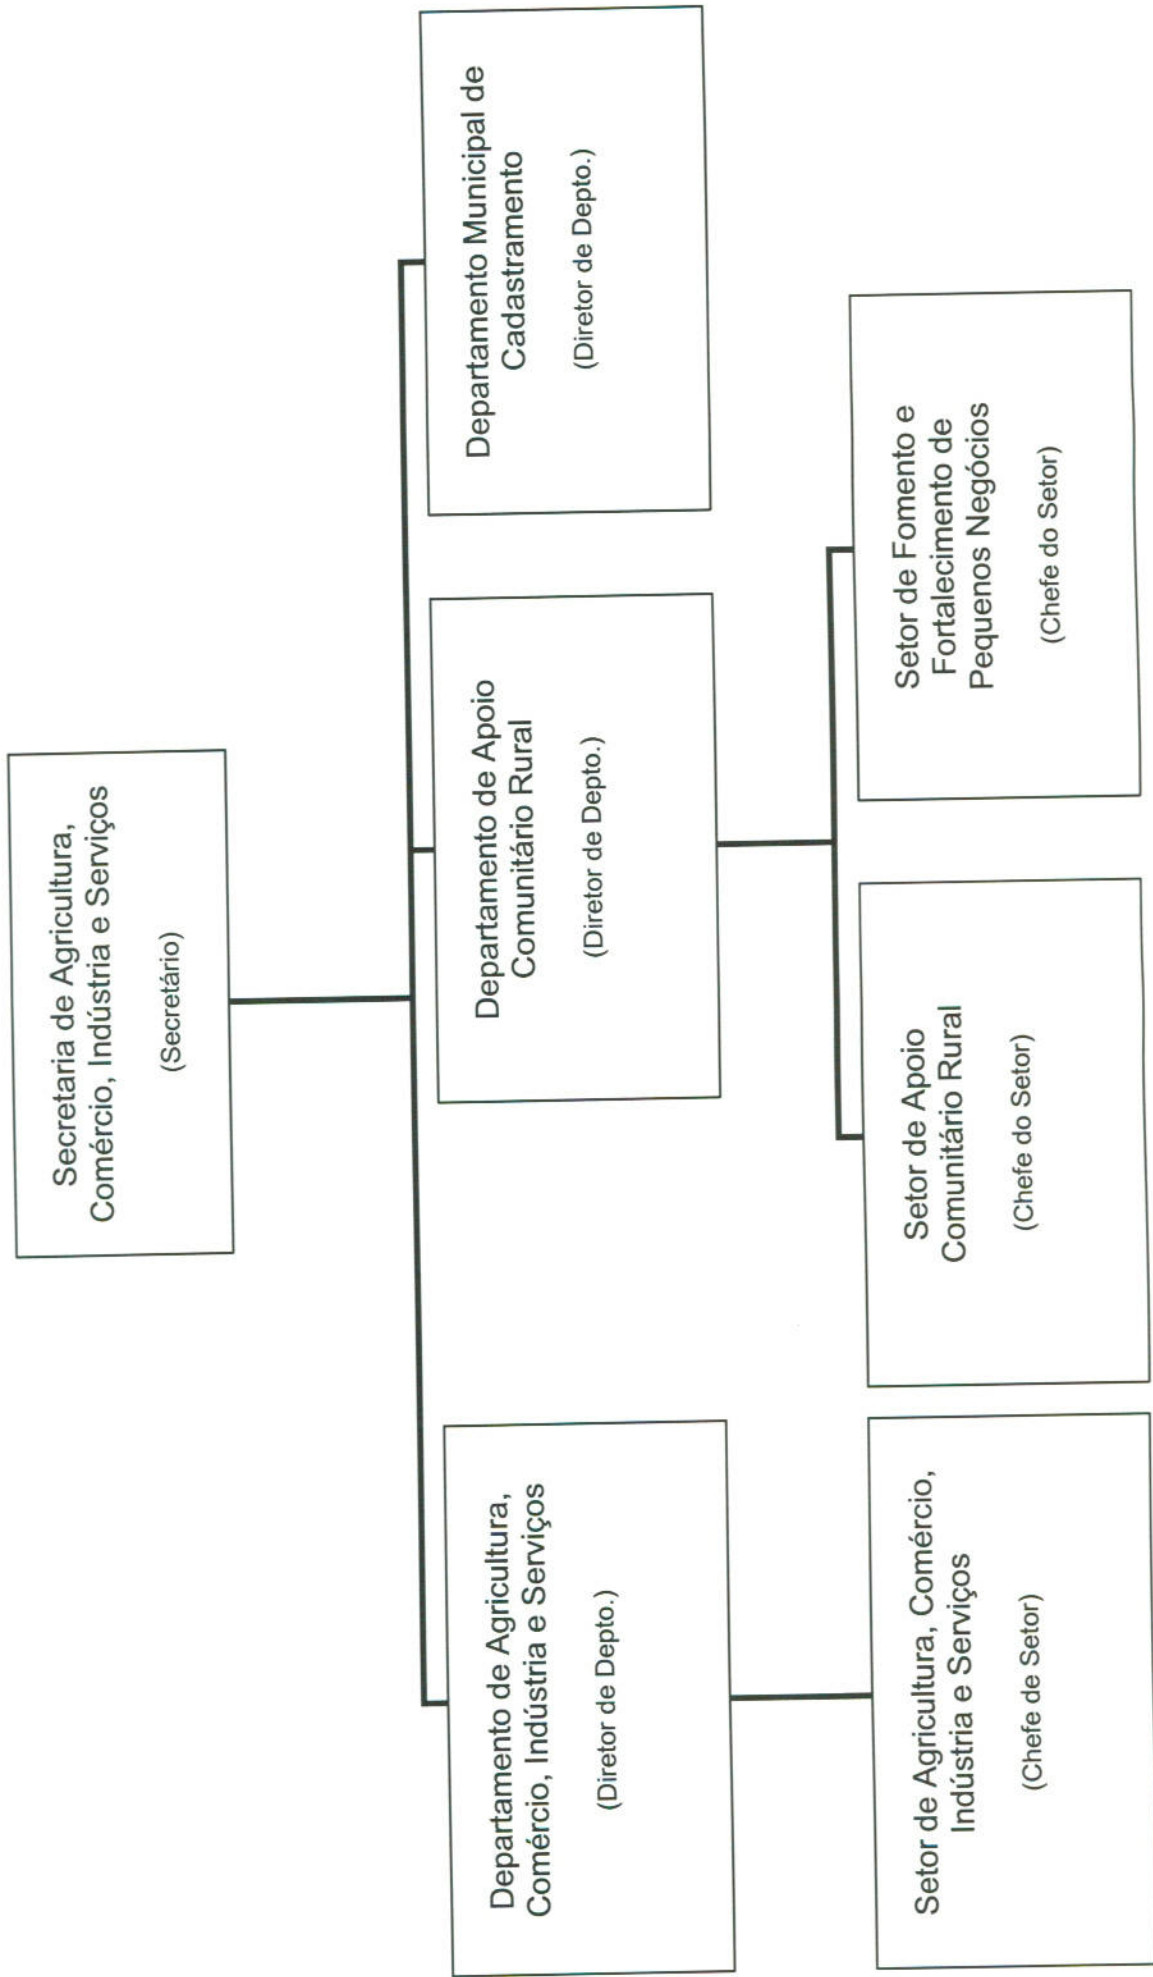 Secretaria de Agricultura,
Comércio, Indústria e Serviços
(Secretário)
Departamento de Agricultura,
Comércio, Indústria e Serviços
(Diretor de Depto.)
Departamento de Apoio
Comunitário Rural
(Diretor de Depto.)
Departamento Municipal de
Cadastramento
(Diretor de Depto.)
Setor de Agricultura, Comércio,
Indústria e Serviços
(Chefe de Setor)
Setor de Apoio
Comunitário Rural
(Chefe do Setor)
Setor de Fomento e
Fortalecimento de
Pequenos Negócios
(Chefe do Setor)